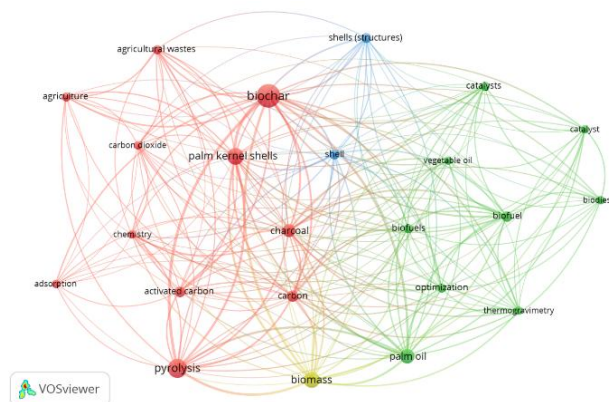 shells (structures)
agricultural wastes
catalysts
agriculture
biochar
catalyst
carbon dioxide
palm kernel shells
shell
vegetable oil
biodies
biofuel
chemistry
charcoal
biofuels
adsorption
activated carbon
carbon
optimization
thermogravimetry
palm oil
pyrolysis
biomass
VOSviewer